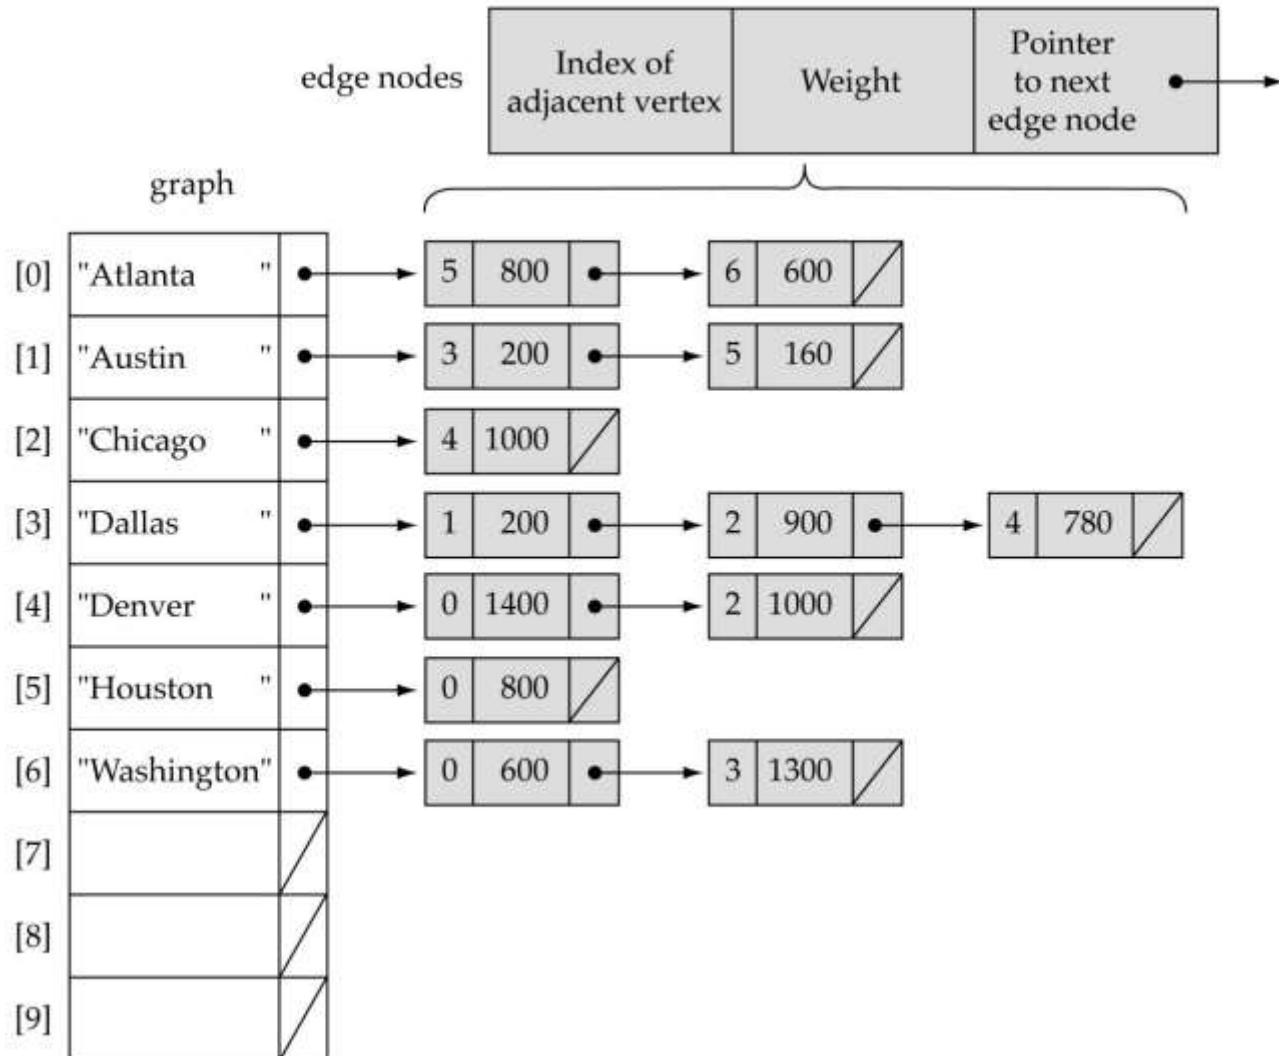 edge nodes
Index of
adjacent vertex
Weight
Pointer
to next
edge node
graph
[0] "Atlanta " 5 800 6 600
[1] "Austin " 3 200 5 160
[2] "Chicago " 4 1000
[3] "Dallas " 1 200 2 900 4 780
[4] "Denver " 0 1400 2 1000
[5] "Houston " 0 800
[6] "Washington" 0 600 3 1300
[7]
[8]
[9]